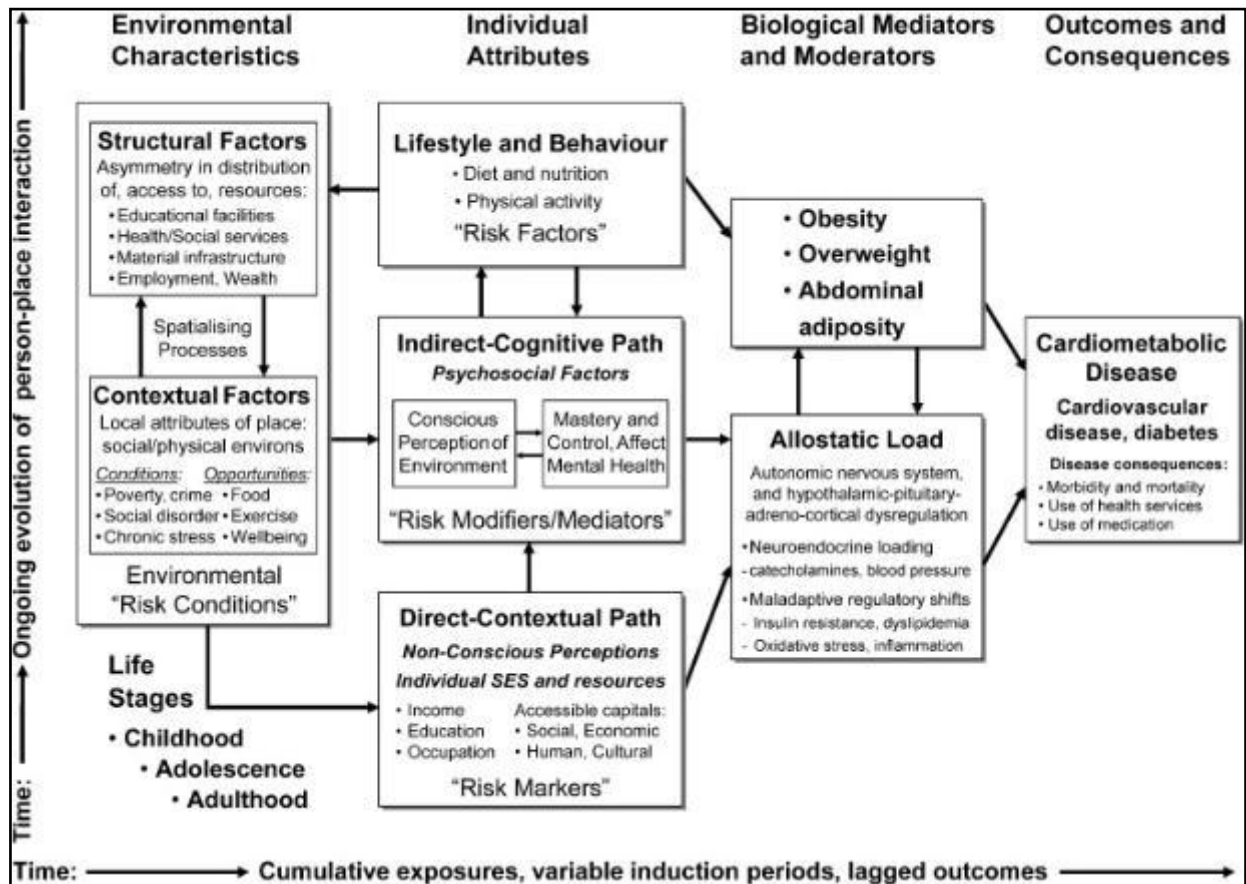 Environmental
Characteristics
Individual
Attributes
Biological Mediators
and Moderators
Outcomes and
Consequences
Time: Ongoing evolution of person-place interaction
Structural Factors
Asymmetry in distribution
of, access to, resources:
• Educational facilities
• Health/Social services
• Material infrastructure
• Employment, Wealth
Spatialising
Processes
Contextual Factors
Local attributes of place:
social/physical environs
Conditions: Opportunities:
• Poverty, crime • Food
• Social disorder • Exercise
• Chronic stress • Wellbeing
Environmental
“Risk Conditions”
Life
Stages
• Childhood
• Adolescence
• Adulthood
Lifestyle and Behaviour
• Diet and nutrition
• Physical activity
“Risk Factors”
Indirect-Cognitive Path
Psychosocial Factors
Conscious
Perception of
Environment
Mastery and
Control, Affect
Mental Health
“Risk Modifiers/Mediators”
Direct-Contextual Path
Non-Conscious Perceptions
Individual SES and resources
• Income Accessible capitals:
• Education • Social, Economic
• Occupation • Human, Cultural
“Risk Markers”
• Obesity
• Overweight
• Abdominal
adiposity
Allostatic Load
Autonomic nervous system,
and hypothalamic-pituitary-
adreno-cortical dysregulation
• Neuroendocrine loading
- catecholamines, blood pressure
• Maladaptive regulatory shifts
- Insulin resistance, dyslipidemia
- Oxidative stress, inflammation
Cardiometabolic
Disease
Cardiovascular
disease, diabetes
Disease consequences:
• Morbidity and mortality
• Use of health services
• Use of medication
Time: Cumulative exposures, variable induction periods, lagged outcomes